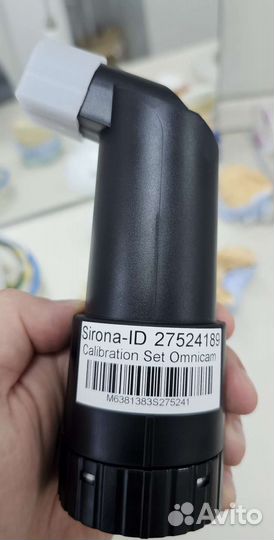 Sirona-ID 27524189
Calibration Set Omnicam
M6381383S275241
Avito